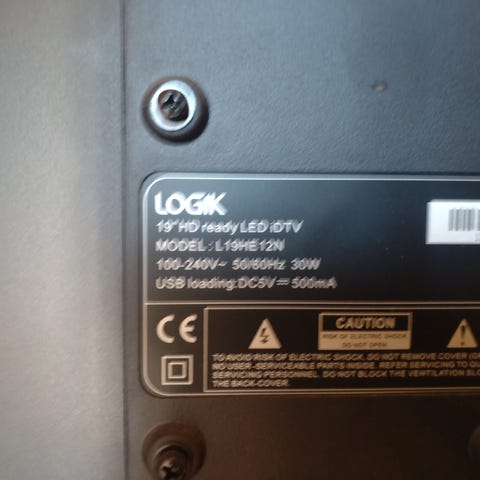 LOGIK
19" HD ready LED iDTV
MODEL: L19HE12N
100-240V~ 50/60Hz 30W
USB loading:DC5V⎓500mA
CE
CAUTION
RISK OF ELECTRIC SHOCK
DO NOT OPEN
TO AVOID RISK OF ELECTRIC SHOCK, DO NOT REMOVE COVER
NO USER-SERVICEABLE PARTS INSIDE. REFER SERVICING TO
SERVICING PERSONNEL. DO NOT BLOCK THE VENTILATION
THE BACK-COVER.